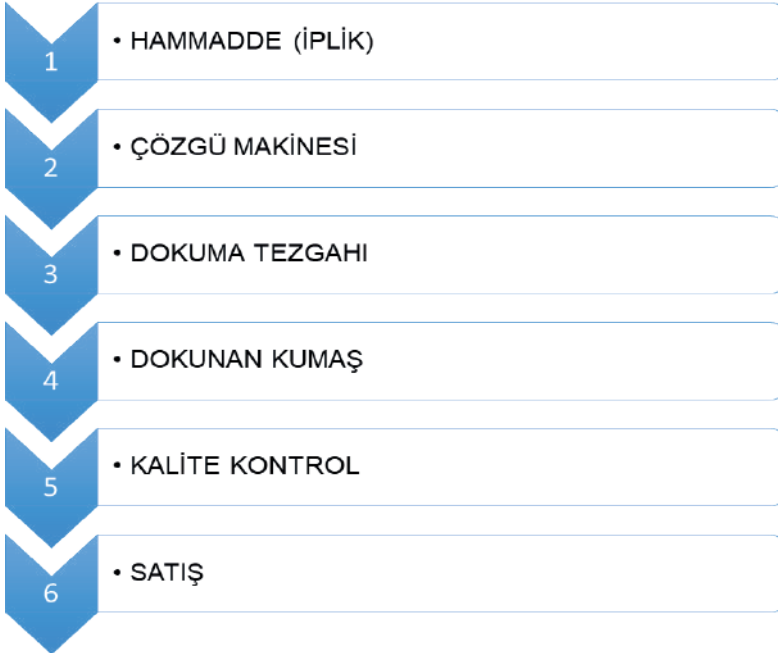 1
• HAMMADDE (İPLİK)
2
• ÇÖZGÜ MAKİNESİ
3
• DOKUMA TEZGAHI
4
• DOKUNAN KUMAŞ
5
• KALİTE KONTROL
6
• SATIŞ